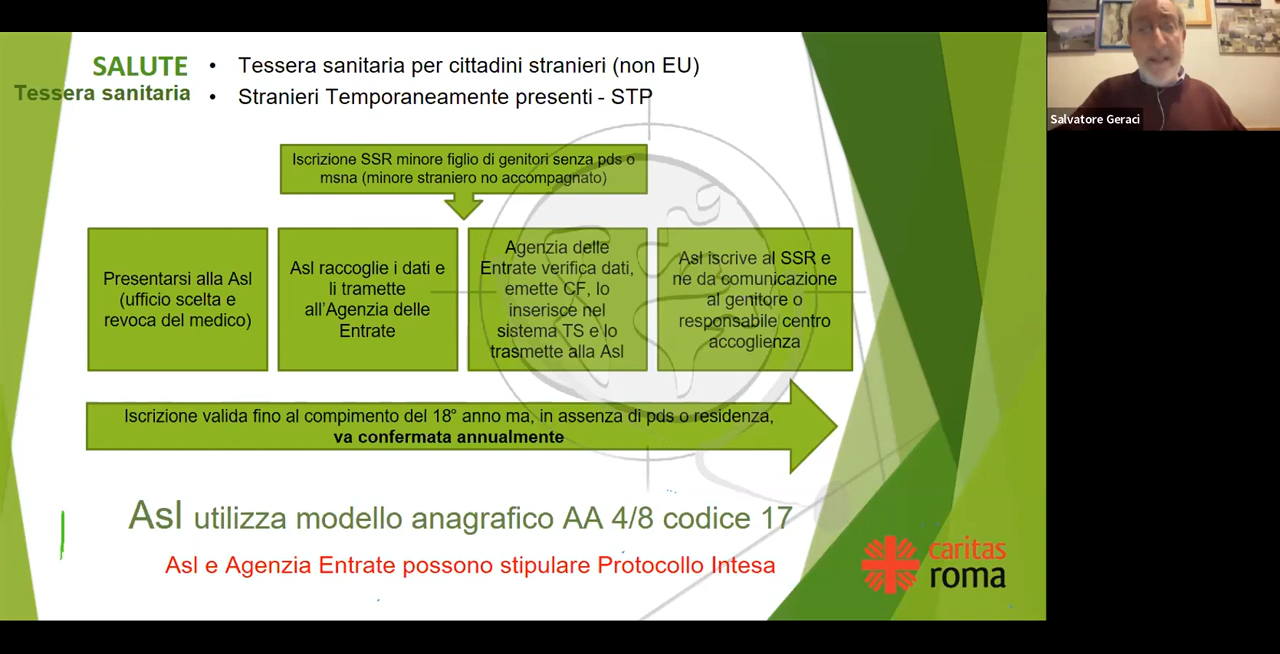 SALUTE
Tessera sanitaria
• Tessera sanitaria per cittadini stranieri (non EU)
• Stranieri Temporaneamente presenti - STP
Iscrizione SSR minore figlio di genitori senza pds o
msna (minore straniero no accompagnato)
Presentarsi alla Asl
(ufficio scelta e
revoca del medico)
Asl raccoglie i dati e
li tramette
all'Agenzia delle
Entrate
Agenzia delle
Entrate verifica dati,
emette CF, lo
inserisce nel
sistema TS e lo
trasmette alla Asl
Asl iscrive al SSR e
ne da comunicazione
al genitore o
responsabile centro
accoglienza
Iscrizione valida fino al compimento del 18° anno ma, in assenza di pds o residenza,
va confermata annualmente
Asl utilizza modello anagrafico AA 4/8 codice 17
Asl e Agenzia Entrate possono stipulare Protocollo Intesa
caritas
roma
Salvatore Geraci